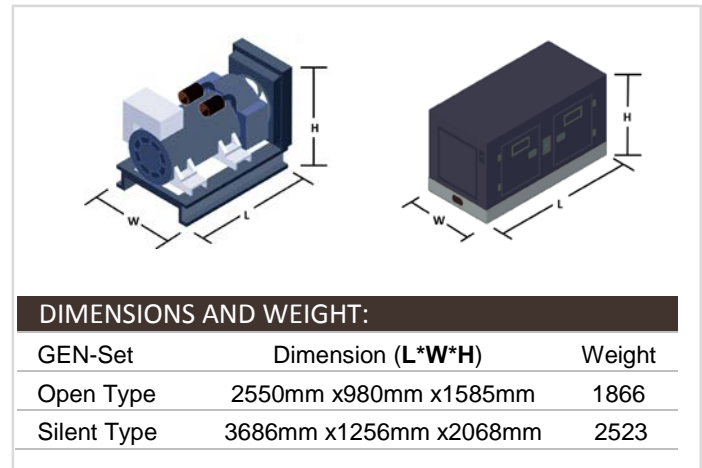 H
W
L
H
W
L
DIMENSIONS AND WEIGHT:
GEN-Set Dimension (L*W*H) Weight
Open Type 2550mm x980mm x1585mm 1866
Silent Type 3686mm x1256mm x2068mm 2523